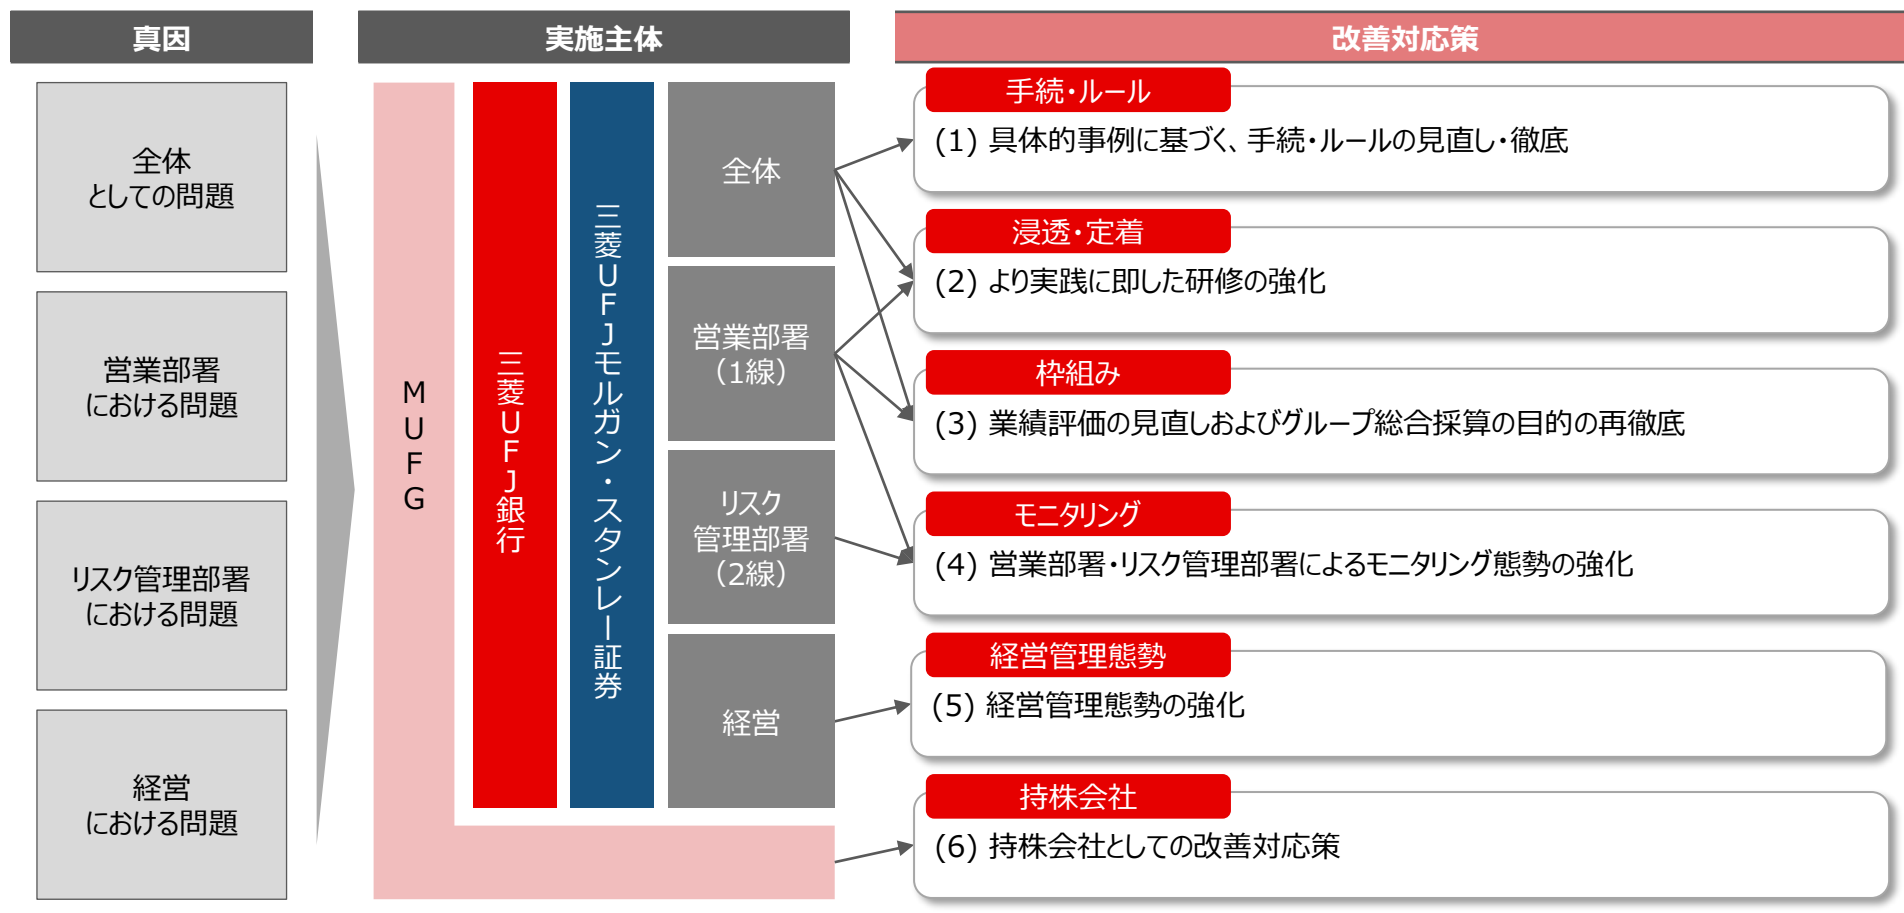 真因
実施主体
改善対応策
全体
としての問題
営業部署
における問題
リスク管理部署
における問題
経営
における問題
MUFG
三菱UFJ銀行
三菱UFJモルガン・スタンレー証券
全体
営業部署
（1線）
リスク
管理部署
（2線）
経営
手続・ルール
(1) 具体的事例に基づく、手続・ルールの見直し・徹底
浸透・定着
(2) より実践に即した研修の強化
枠組み
(3) 業績評価の見直しおよびグループ総合採算の目的の再徹底
モニタリング
(4) 営業部署・リスク管理部署によるモニタリング態勢の強化
経営管理態勢
(5) 経営管理態勢の強化
持株会社
(6) 持株会社としての改善対応策